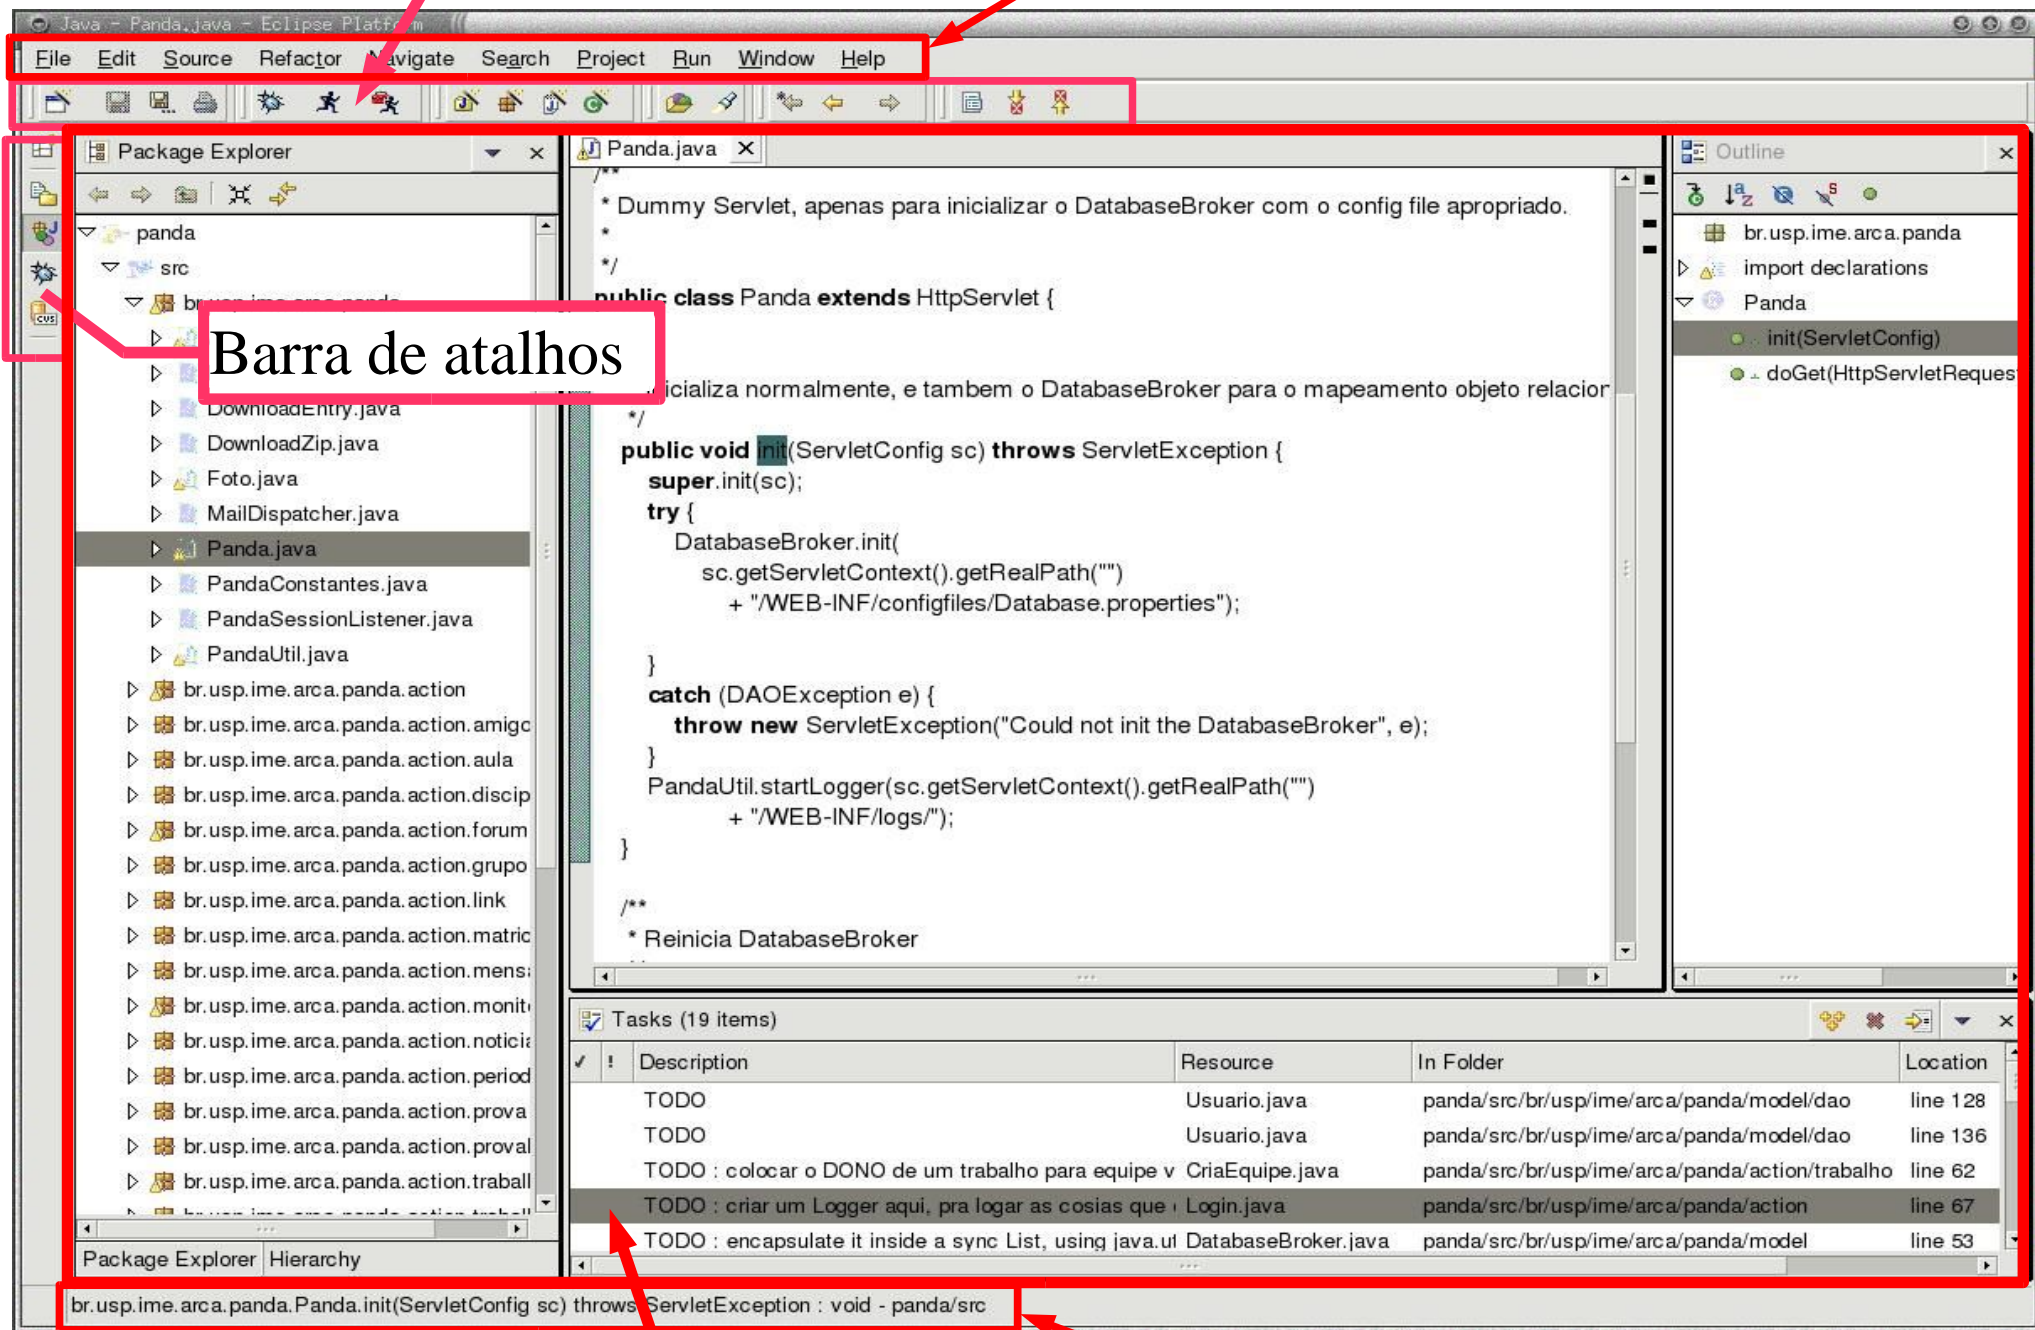 Java - Panda.java - Eclipse Platform
File Edit Source Refactor Navigate Search Project Run Window Help
Package Explorer
panda
src
DownloadEntry.java
DownloadZip.java
Foto.java
MailDispatcher.java
Panda.java
PandaConstantes.java
PandaSessionListener.java
PandaUtil.java
br.usp.ime.arca.panda.action
br.usp.ime.arca.panda.action.amigo
br.usp.ime.arca.panda.action.aula
br.usp.ime.arca.panda.action.discip
br.usp.ime.arca.panda.action.forum
br.usp.ime.arca.panda.action.grupo
br.usp.ime.arca.panda.action.link
br.usp.ime.arca.panda.action.matric
br.usp.ime.arca.panda.action.mens
br.usp.ime.arca.panda.action.monit
br.usp.ime.arca.panda.action.notici
br.usp.ime.arca.panda.action.period
br.usp.ime.arca.panda.action.prova
br.usp.ime.arca.panda.action.prova
br.usp.ime.arca.panda.action.trabal
Package Explorer Hierarchy
CVS
Barra de atalhos
Panda.java
/**
* Dummy Servlet, apenas para inicializar o DatabaseBroker com o config file apropriado.
*
*/
public class Panda extends HttpServlet {
icializa normalmente, e tambem o DatabaseBroker para o mapeamento objeto relacior
*/
public void init(ServletConfig sc) throws ServletException {
super.init(sc);
try {
DatabaseBroker.init(
sc.getServletContext().getRealPath("")
+ "/WEB-INF/configfiles/Database.properties");
}
catch (DAOException e) {
throw new ServletException("Could not init the DatabaseBroker", e);
}
PandaUtil.startLogger(sc.getServletContext().getRealPath("")
+ "/WEB-INF/logs/");
}
/**
* Reinicia DatabaseBroker
Outline
br.usp.ime.arca.panda
import declarations
Panda
init(ServletConfig)
doGet(HttpServletReques
Tasks (19 items)
✓ ! Description Resource In Folder Location
TODO Usuario.java panda/src/br/usp/ime/arca/panda/model/dao line 128
TODO Usuario.java panda/src/br/usp/ime/arca/panda/model/dao line 136
TODO : colocar o DONO de um trabalho para equipe v CriaEquipe.java panda/src/br/usp/ime/arca/panda/action/trabalho line 62
TODO : criar um Logger aqui, pra logar as cosias que Login.java panda/src/br/usp/ime/arca/panda/action line 67
TODO : encapsulate it inside a sync List, using java.ut DatabaseBroker.java panda/src/br/usp/ime/arca/panda/model line 53
br.usp.ime.arca.panda.Panda.init(ServletConfig sc) throws ServletException : void - panda/src